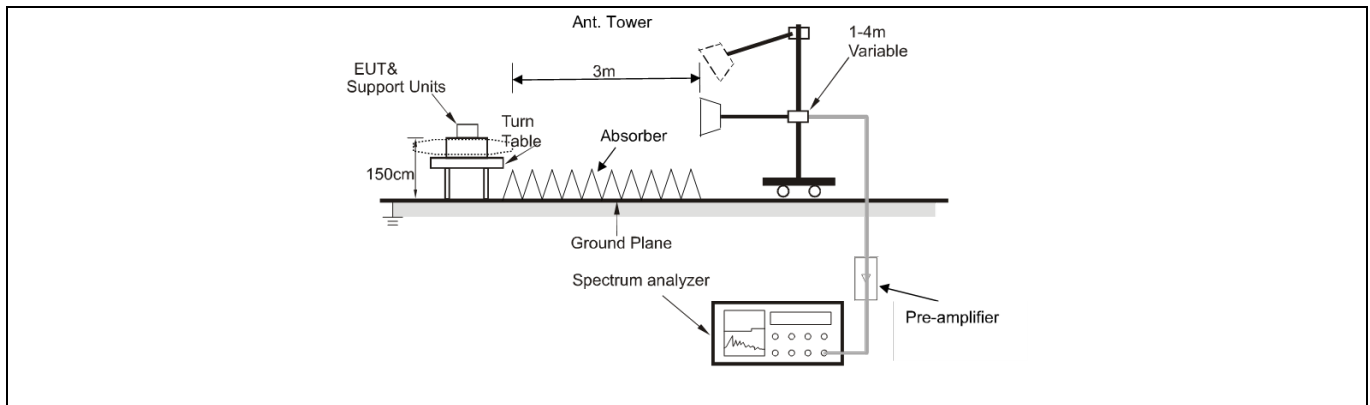 Ant. Tower
1-4m
Variable
3m
EUT&
Support Units
Turn
Table
Absorber
150cm
Ground Plane
Spectrum analyzer
Pre-amplifier